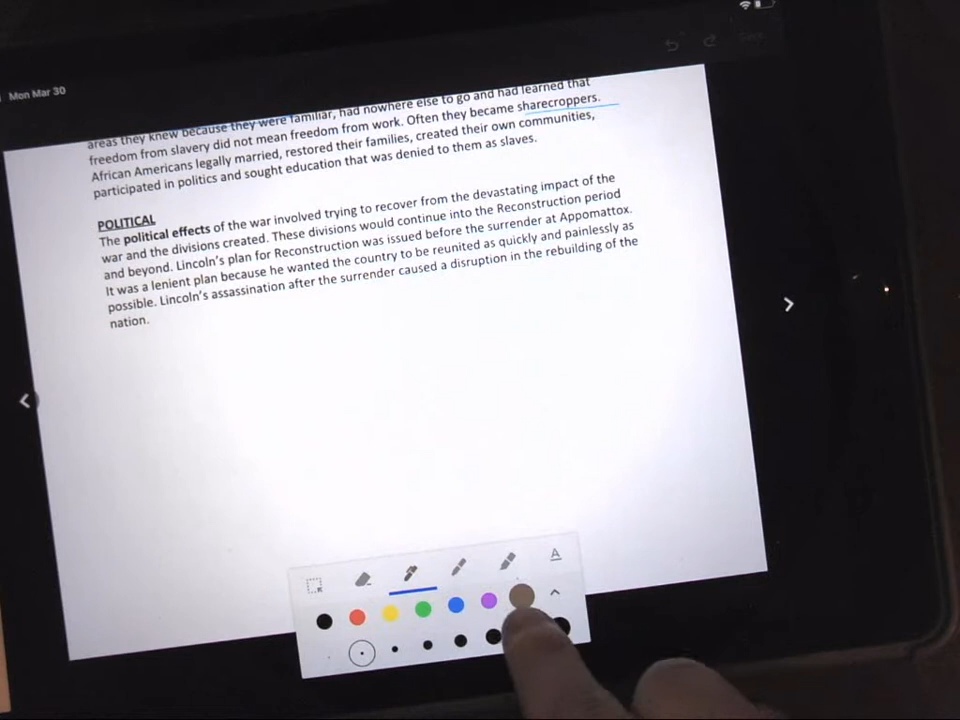 Mon Mar 30
areas they knew because they were familiar, had nowhere else to go and had learned that
freedom from slavery did not mean freedom from work. Often they became sharecroppers.
African Americans legally married, restored their families, created their own communities,
participated in politics and sought education that was denied to them as slaves.
POLITICAL
The political effects of the war involved trying to recover from the devastating impact of the
war and the divisions created. These divisions would continue into the Reconstruction period
and beyond. Lincoln's plan for Reconstruction was issued before the surrender at Appomattox.
It was a lenient plan because he wanted the country to be reunited as quickly and painlessly as
possible. Lincoln's assassination after the surrender caused a disruption in the rebuilding of the
nation.
A